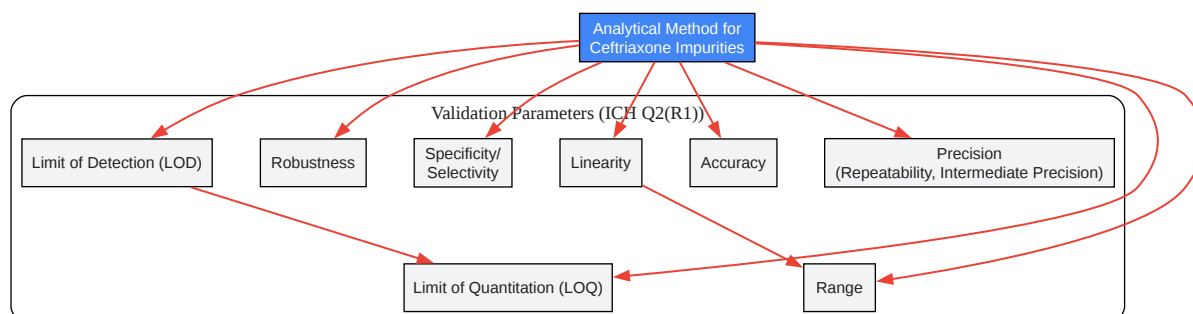 Analytical Method for
Ceftriaxone Impurities
Validation Parameters (ICH Q2(R1))
Limit of Detection (LOD)
Robustness
Specificity/
Selectivity
Linearity
Accuracy
Precision
(Repeatability, Intermediate Precision)
Limit of Quantitation (LOQ)
Range